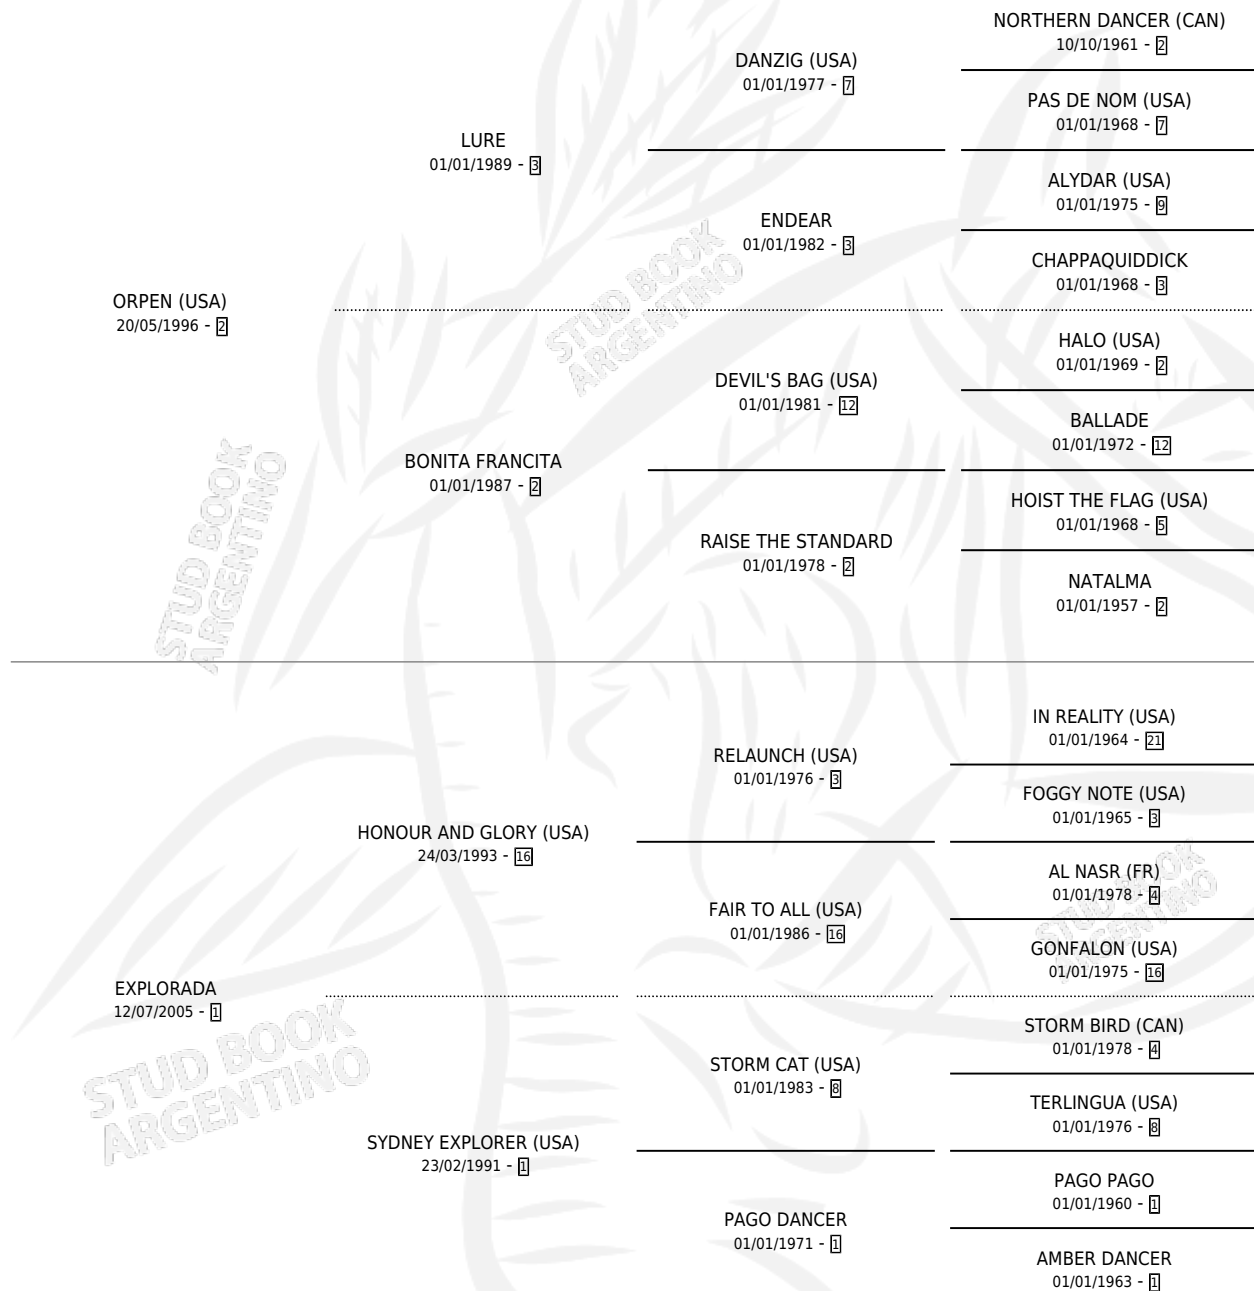 NORTHERN DANCER (CAN)
10/10/1961 - 2
DANZIG (USA)
01/01/1977 - 7
PAS DE NOM (USA)
01/01/1968 - 7
LURE
01/01/1989 - 3
ALYDAR (USA)
01/01/1975 - 9
ENDEAR
01/01/1982 - 3
CHAPPAQUIDDICK
01/01/1968 - 3
ORPEN (USA)
20/05/1996 - 2
HALO (USA)
01/01/1969 - 2
DEVIL'S BAG (USA)
01/01/1981 - 12
BALLADE
01/01/1972 - 12
BONITA FRANCITA
01/01/1987 - 2
HOIST THE FLAG (USA)
01/01/1968 - 5
RAISE THE STANDARD
01/01/1978 - 2
NATALMA
01/01/1957 - 2
IN REALITY (USA)
01/01/1964 - 21
RELAUNCH (USA)
01/01/1976 - 3
FOGGY NOTE (USA)
01/01/1965 - 3
HONOUR AND GLORY (USA)
24/03/1993 - 16
AL NASR (FR)
01/01/1978 - 4
FAIR TO ALL (USA)
01/01/1986 - 16
GONFALON (USA)
01/01/1975 - 16
EXPLORADA
12/07/2005 - 1
STORM BIRD (CAN)
01/01/1978 - 4
STORM CAT (USA)
01/01/1983 - 8
TERLINGUA (USA)
01/01/1976 - 8
SYDNEY EXPLORER (USA)
23/02/1991 - 1
PAGO PAGO
01/01/1960 - 1
PAGO DANCER
01/01/1971 - 1
AMBER DANCER
01/01/1963 - 1
STUD BOOK
ARGENTINO
STUD BOOK
ARGENTINO
STUD BOOK
ARGENTINO
STUD BOOK
ARGENTINO